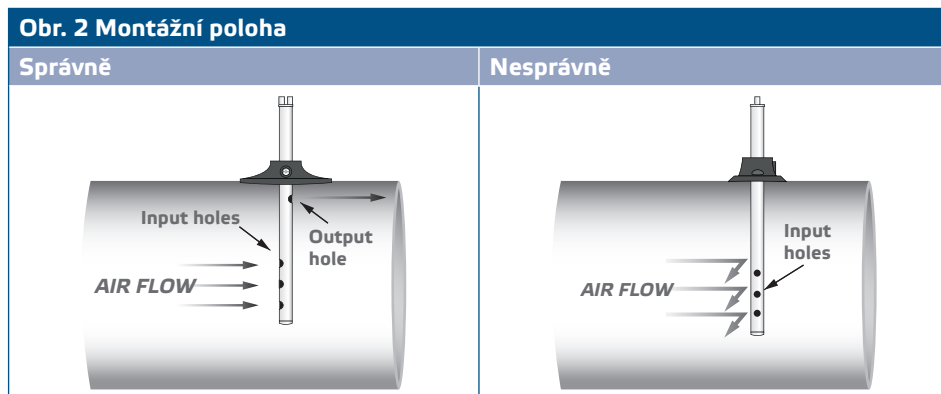 Obr. 2 Montážní poloha
Správně
Nesprávně
Input holes
Output
hole
AIR FLOW
Input
holes
AIR FLOW